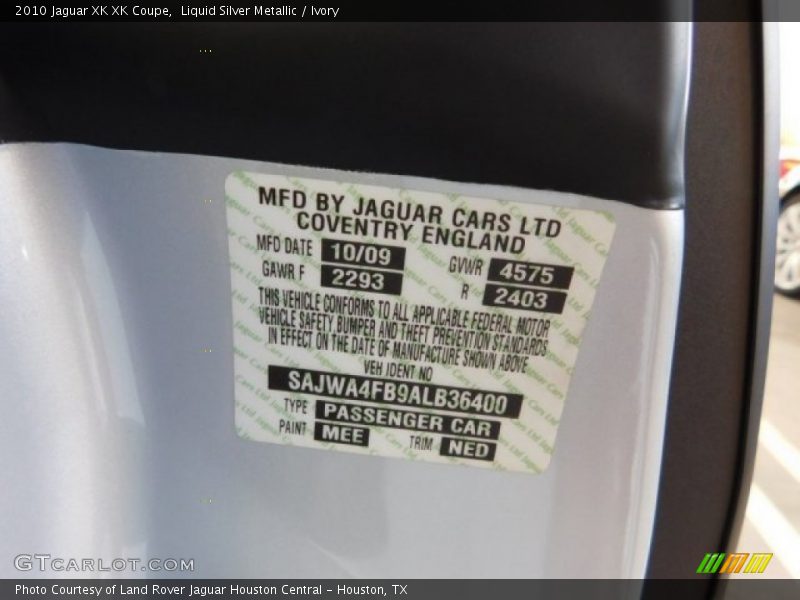 2010 Jaguar XK XK Coupe,  Liquid Silver Metallic / Ivory
MFD BY JAGUAR CARS LTD
COVENTRY ENGLAND
MFD DATE 10/09 GVWR 4575
GAWR F 2293 R 2403
THIS VEHICLE CONFORMS TO ALL APPLICABLE FEDERAL MOTOR
VEHICLE SAFETY BUMPER AND THEFT PREVENTION STANDARDS
IN EFFECT ON THE DATE OF MANUFACTURE SHOWN ABOVE
VEH IDENT NO
SAJWA4FB9ALB36400
TYPE PASSENGER CAR
PAINT MEE TRIM NED
GTCARLOT.COM
Photo Courtesy of Land Rover Jaguar Houston Central - Houston, TX